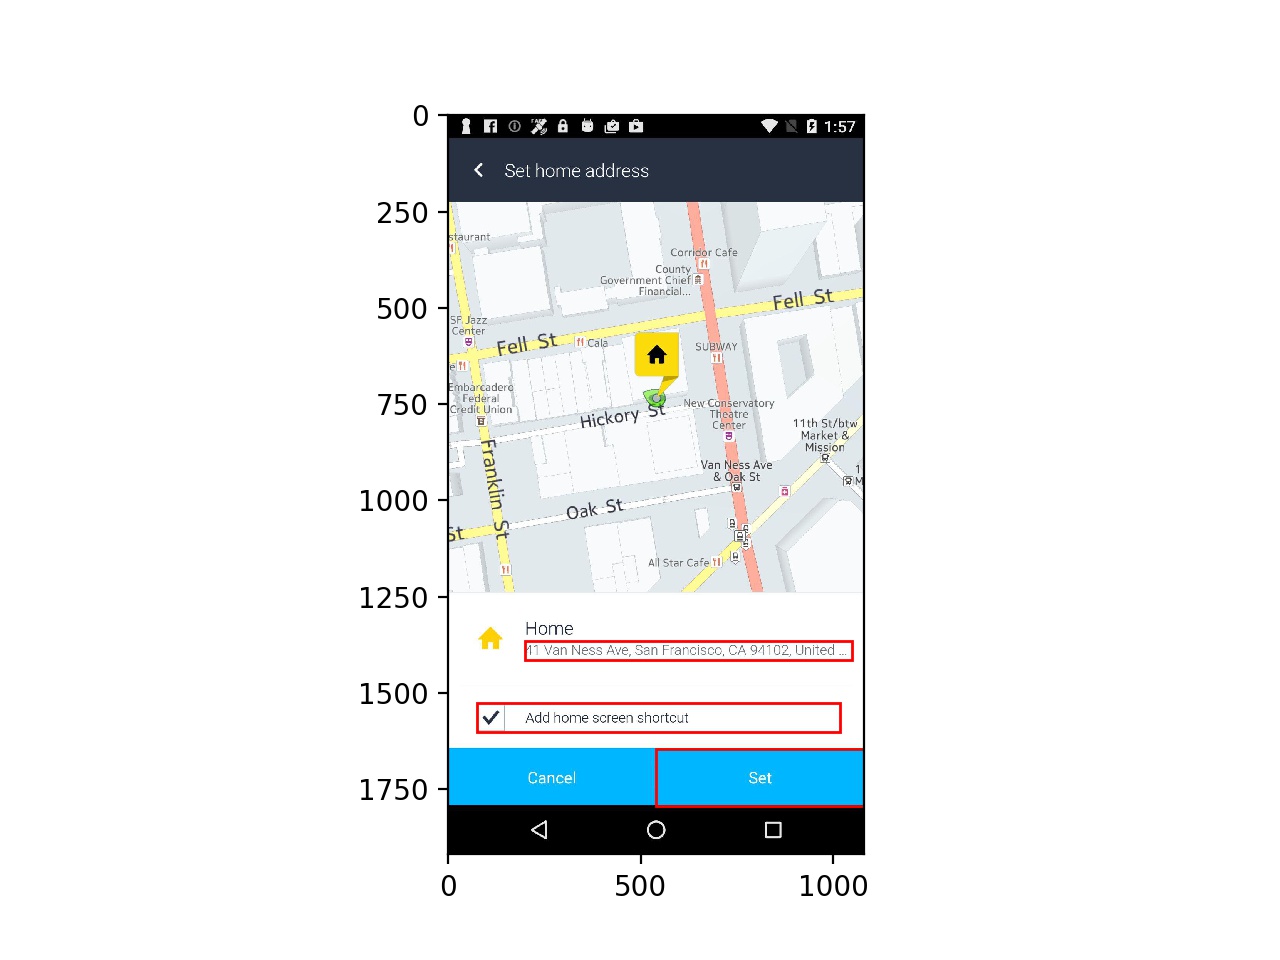 0
250
500
750
1000
1250
1500
1750
1:57
Set home address
staurant
Corridor Cafe
County
Government Chief
Financial...
Fell St
SF Jazz
Center
Fell St
Cala
SUBWAY
e
Embarcadero
Federal
Credit Union
New Conservatory
Theatre
Center
Hickory St
11th St/btw
Market &
Mission
Franklin St
Van Ness Ave
& Oak St
1
M
Oak St
St
All Star Cafe
Home
41 Van Ness Ave, San Francisco, CA 94102, United ...
Add home screen shortcut
Cancel
Set
0
500
1000